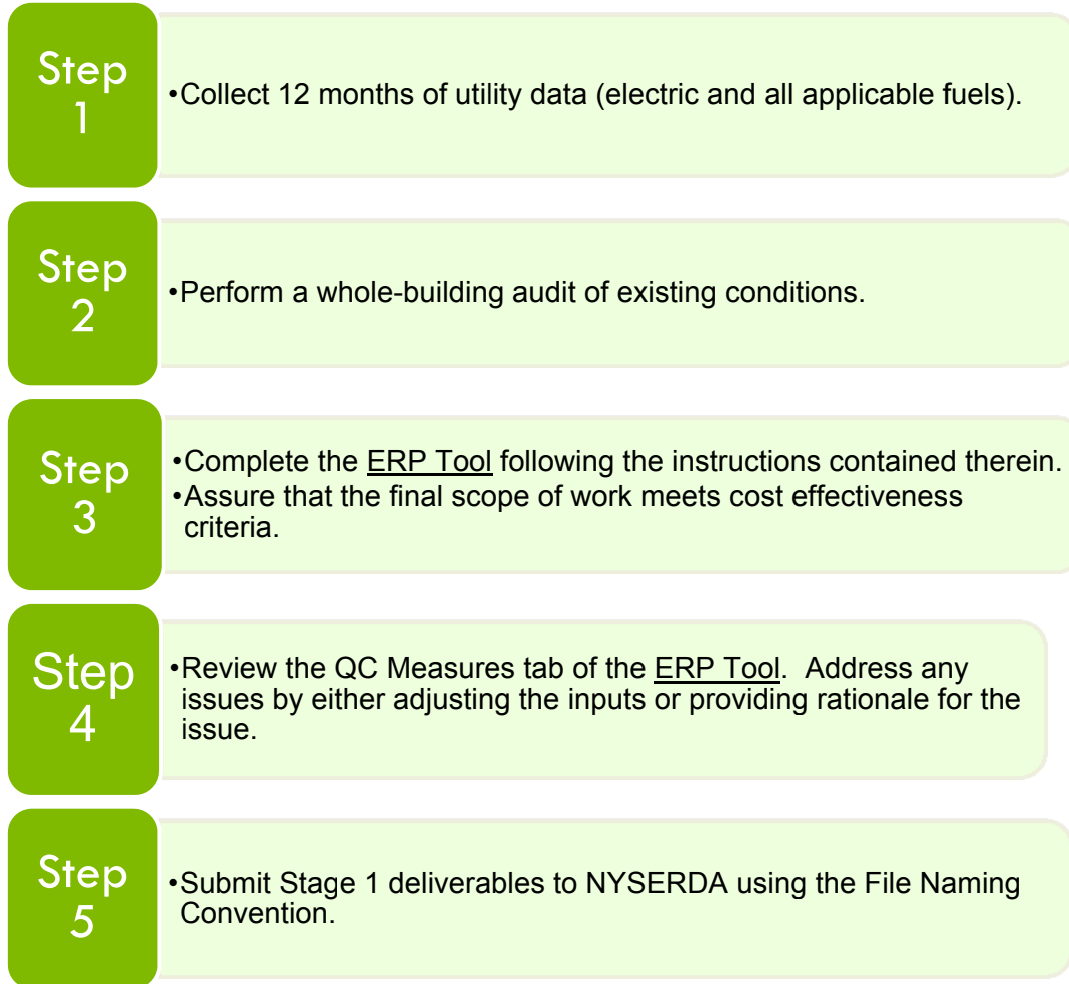 Step
1
•Collect 12 months of utility data (electric and all applicable fuels).
Step
2
•Perform a whole-building audit of existing conditions.
Step
3
•Complete the ERP Tool following the instructions contained therein.
•Assure that the final scope of work meets cost effectiveness
criteria.
Step
4
•Review the QC Measures tab of the ERP Tool.  Address any
issues by either adjusting the inputs or providing rationale for the
issue.
Step
5
•Submit Stage 1 deliverables to NYSERDA using the File Naming
Convention.